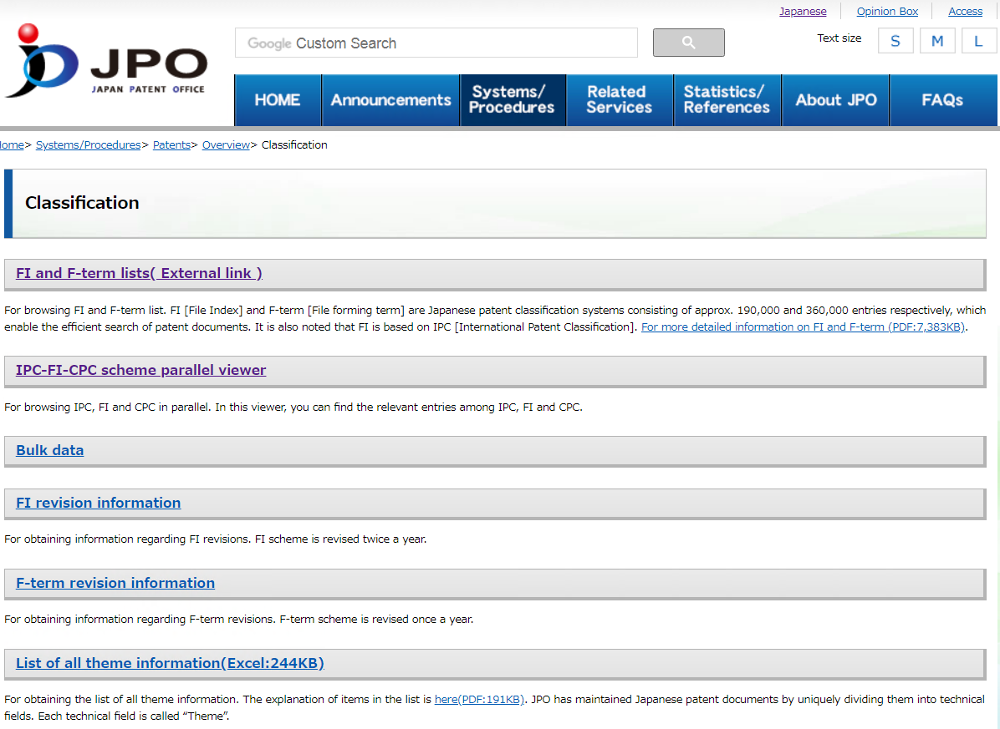 Japanese
Opinion Box
Access
Google Custom Search
Text size
S
M
L
JPO
JAPAN PATENT OFFICE
HOME
Announcements
Systems/
Procedures
Related
Services
Statistics/
References
About JPO
FAQs
ome> Systems/Procedures> Patents> Overview> Classification
Classification
FI and F-term lists( External link )
For browsing FI and F-term list. FI [File Index] and F-term [File forming term] are Japanese patent classification systems consisting of approx. 190,000 and 360,000 entries respectively, which
enable the efficient search of patent documents. It is also noted that FI is based on IPC [International Patent Classification]. For more detailed information on FI and F-term (PDF:7,383KB).
IPC-FI-CPC scheme parallel viewer
For browsing IPC, FI and CPC in parallel. In this viewer, you can find the relevant entries among IPC, FI and CPC.
Bulk data
FI revision information
For obtaining information regarding FI revisions. FI scheme is revised twice a year.
F-term revision information
For obtaining information regarding F-term revisions. F-term scheme is revised once a year.
List of all theme information(Excel:244KB)
For obtaining the list of all theme information. The explanation of items in the list is here(PDF:191KB). JPO has maintained Japanese patent documents by uniquely dividing them into technical
fields. Each technical field is called “Theme”.